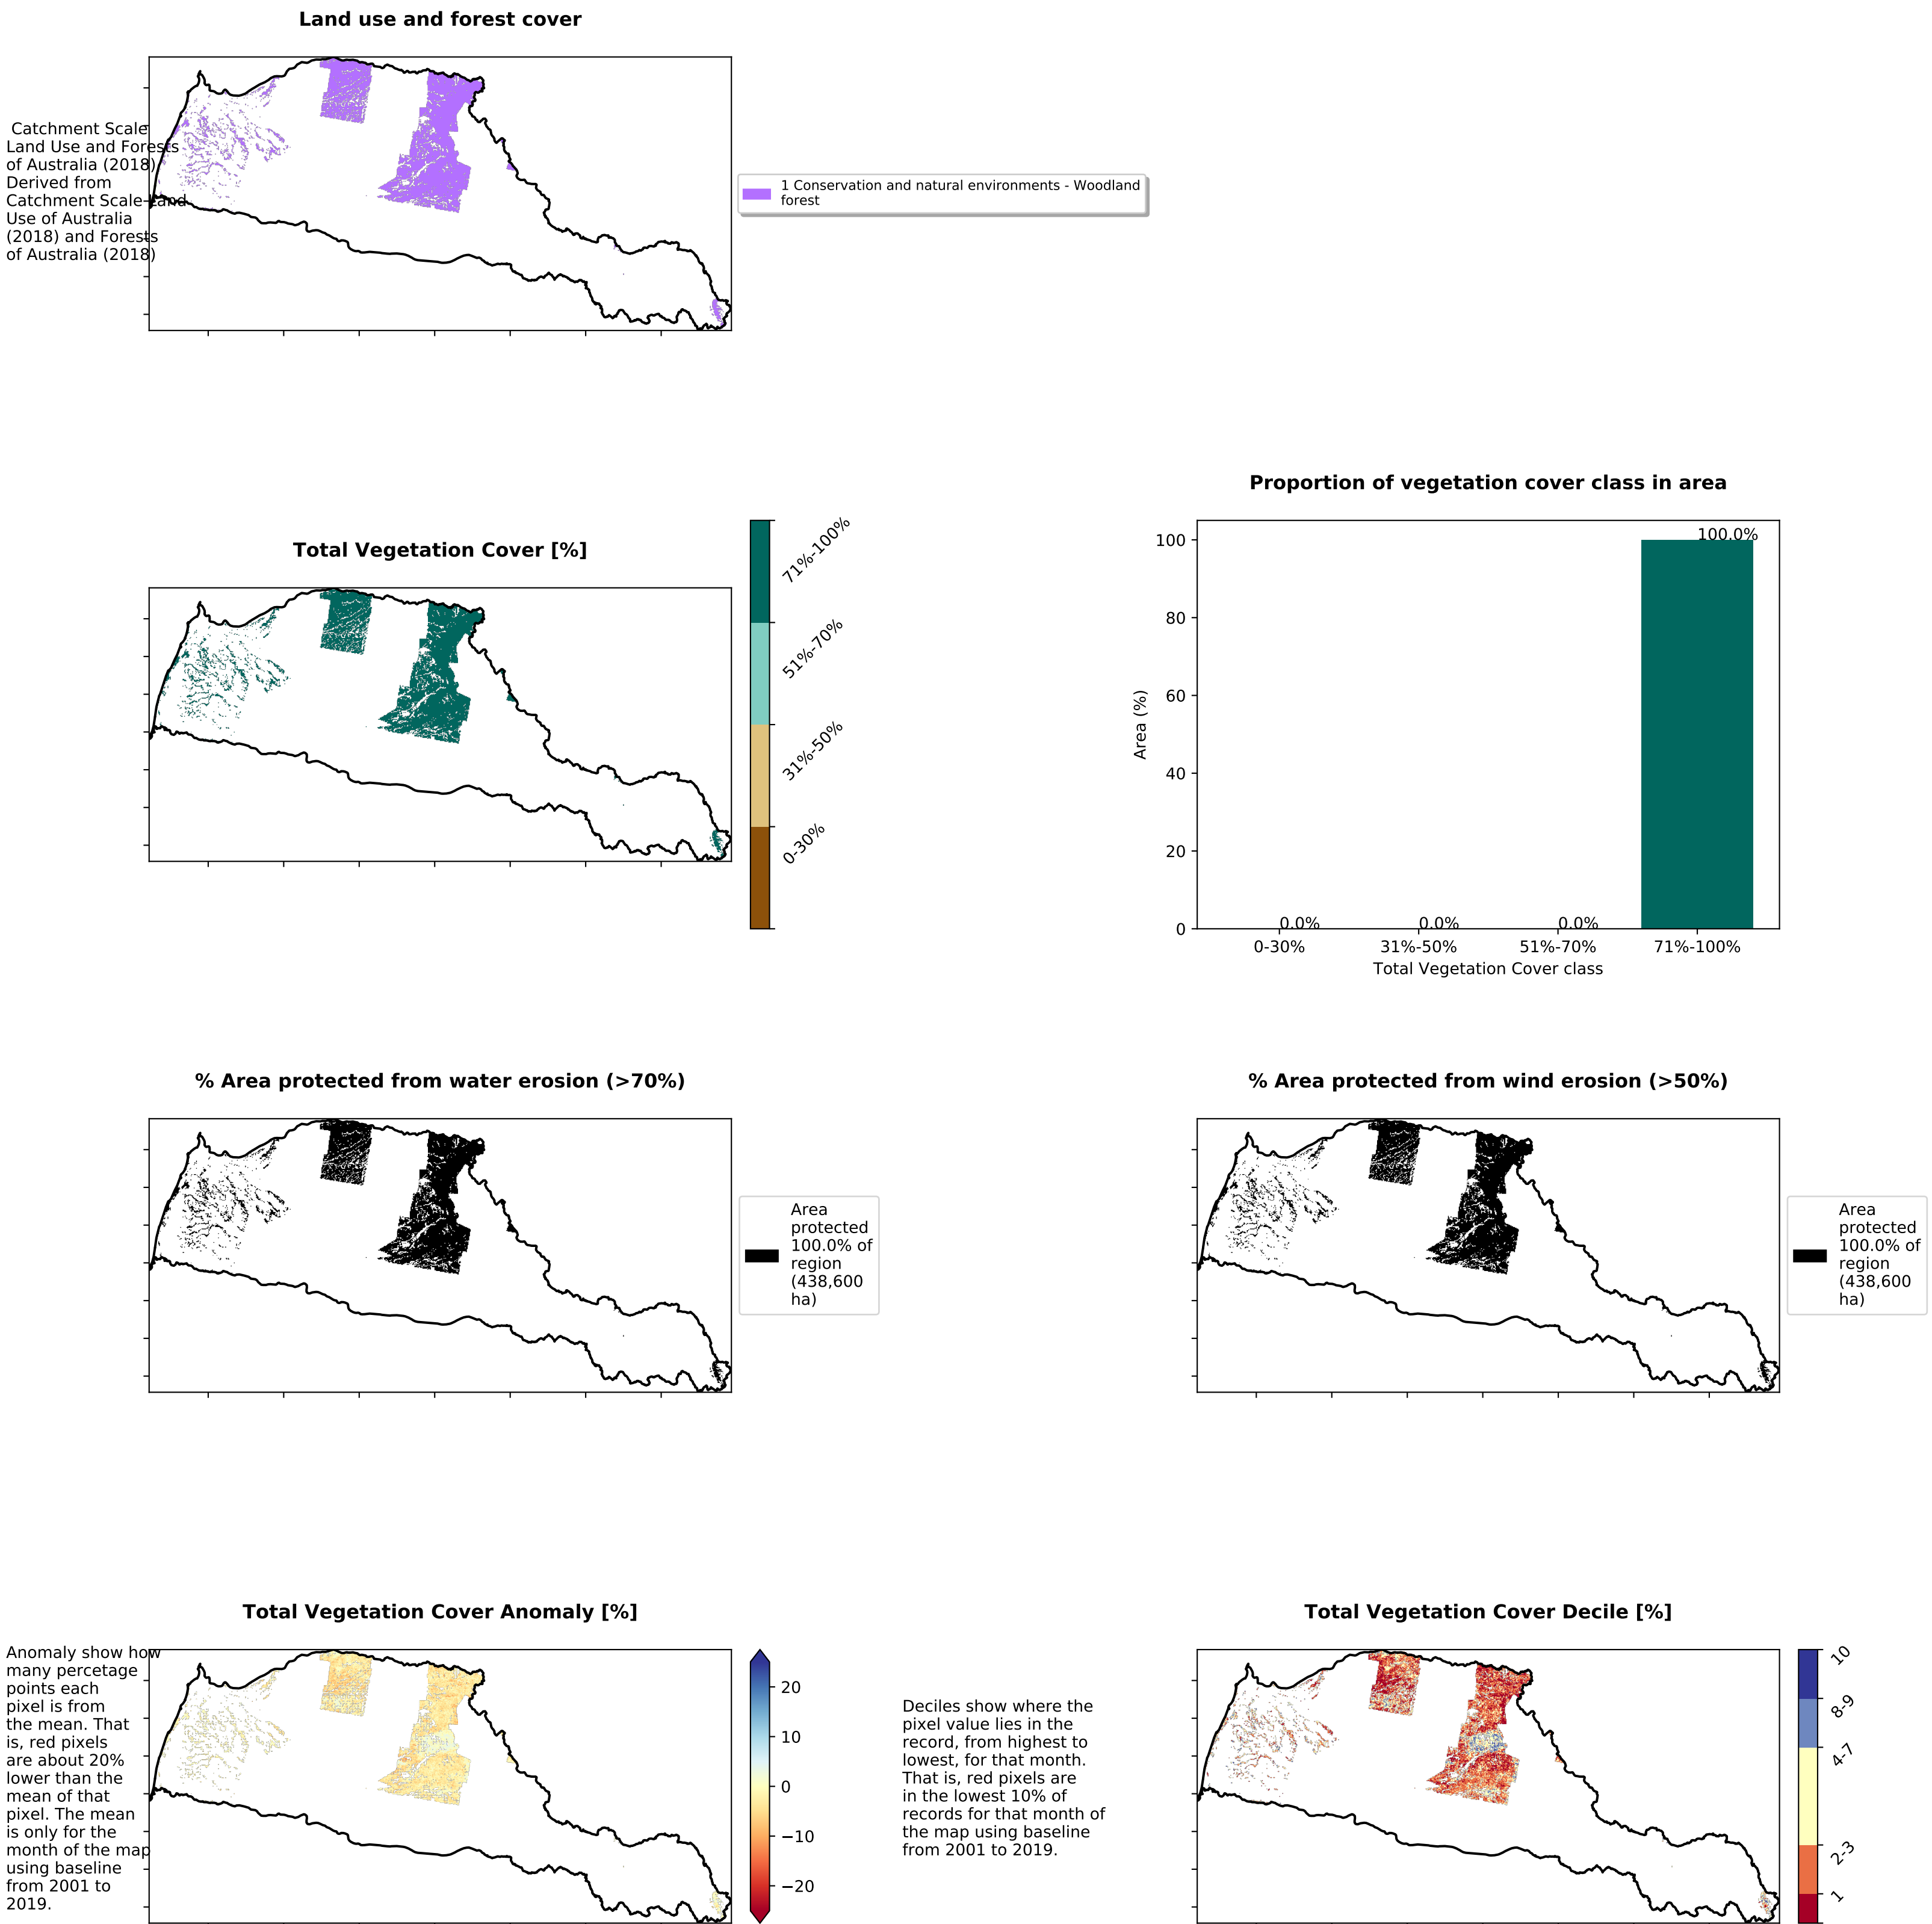 Land use and forest cover
Catchment Scale
Land Use and Forests
of Australia (2018)
Derived from
Catchment Scale Land
Use of Australia
(2018) and Forests
of Australia (2018)
1 Conservation and natural environments - Woodland
forest
Total Vegetation Cover [%]
71%-100%
51%-70%
31%-50%
0-30%
Proportion of vegetation cover class in area
Area (%)
100
80
60
40
20
0
100.0%
0.0%
0.0%
0.0%
0-30%
31%-50%
51%-70%
71%-100%
Total Vegetation Cover class
% Area protected from water erosion (>70%)
Area
protected
100.0% of
region
(438,600
ha)
% Area protected from wind erosion (>50%)
Area
protected
100.0% of
region
(438,600
ha)
Total Vegetation Cover Anomaly [%]
Anomaly show how
many percetage
points each
pixel is from
the mean. That
is, red pixels
are about 20%
lower than the
mean of that
pixel. The mean
is only for the
month of the map
using baseline
from 2001 to
2019.
20
10
0
−10
−20
Deciles show where the
pixel value lies in the
record, from highest to
lowest, for that month.
That is, red pixels are
in the lowest 10% of
records for that month of
the map using baseline
from 2001 to 2019.
Total Vegetation Cover Decile [%]
10
8-9
4-7
2-3
1